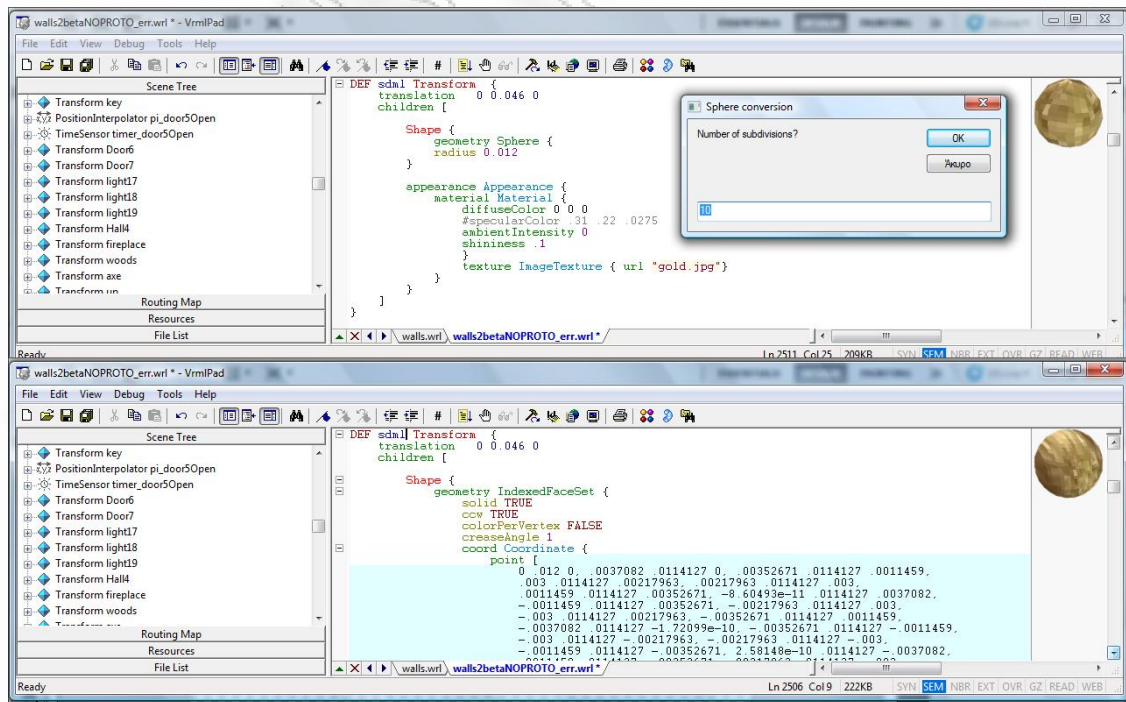 walls2betaNOPROTO_err.wrl * - VrmlPad
File Edit View Debug Tools Help
Scene Tree
Transform key
PositionInterpolator pi_door5Open
TimeSensor timer_door5Open
Transform Door6
Transform Door7
Transform light17
Transform light18
Transform light19
Transform Hall4
Transform fireplace
Transform woods
Transform axe
Transform up
Routing Map
Resources
File List
DEF sdml Transform {
translation 0 0.046 0
children [
Shape {
geometry Sphere {
radius 0.012
}
appearance Appearance {
material Material {
diffuseColor 0 0 0
#specularColor .31 .22 .0275
ambientIntensity 0
shininess .1
}
texture ImageTexture { url "gold.jpg"}
}
}
]
}
Sphere conversion
Number of subdivisions?
OK
Άκυρο
10
walls.wrl walls2betaNOPROTO_err.wrl *
Ready
Ln 2511 Col 25 209KB SYN SEM NBR EXT OVR GZ READ WEB
walls2betaNOPROTO_err.wrl * - VrmlPad
File Edit View Debug Tools Help
Scene Tree
Transform key
PositionInterpolator pi_door5Open
TimeSensor timer_door5Open
Transform Door6
Transform Door7
Transform light17
Transform light18
Transform light19
Transform Hall4
Transform fireplace
Transform woods
Routing Map
Resources
File List
DEF sdml Transform {
translation 0 0.046 0
children [
Shape {
geometry IndexedFaceSet {
solid TRUE
ccw TRUE
colorPerVertex FALSE
creaseAngle 1
coord Coordinate {
point [
0 .012 0, .0037082 .0114127 0, .00352671 .0114127 .0011459,
.003 .0114127 .00217963, .00217963 .0114127 .003,
.0011459 .0114127 .00352671, -8.60493e-11 .0114127 .0037082,
-.0011459 .0114127 .00352671, -.00217963 .0114127 .003,
-.003 .0114127 .00217963, -.00352671 .0114127 .0011459,
-.0037082 .0114127 -1.72099e-10, -.00352671 .0114127 -.0011459,
-.003 .0114127 -.00217963, -.00217963 .0114127 -.003,
-.0011459 .0114127 -.00352671, 2.58148e-10 .0114127 -.0037082,
walls.wrl walls2betaNOPROTO_err.wrl *
Ready
Ln 2506 Col 9 222KB SYN SEM NBR EXT OVR GZ READ WEB